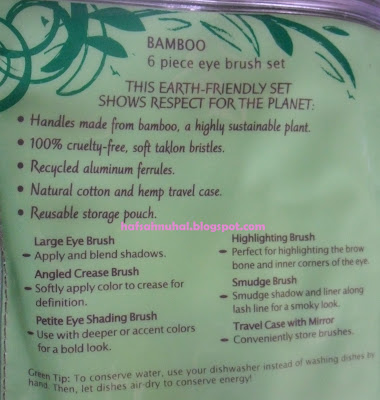 BAMBOO
6 piece eye brush set
THIS EARTH-FRIENDLY SET
SHOWS RESPECT FOR THE PLANET:
• Handles made from bamboo, a highly sustainable plant.
• 100% cruelty-free, soft taklon bristles.
• Recycled aluminum ferrules.
• Natural cotton and hemp travel case.
• Reusable storage pouch.
Large Eye Brush
Apply and blend shadows.
Angled Crease Brush
Softly apply color to crease for
definition.
Petite Eye Shading Brush
Use with deeper or accent colors
for a bold look.
Highlighting Brush
Perfect for highlighting the brow
bone and inner corners of the eye.
Smudge Brush
Smudge shadow and liner along
lash line for a smoky look.
Travel Case with Mirror
Conveniently store brushes.
Green Tip: To conserve water, use your dishwasher instead of washing dishes by
hand. Then, let dishes air-dry to conserve energy!